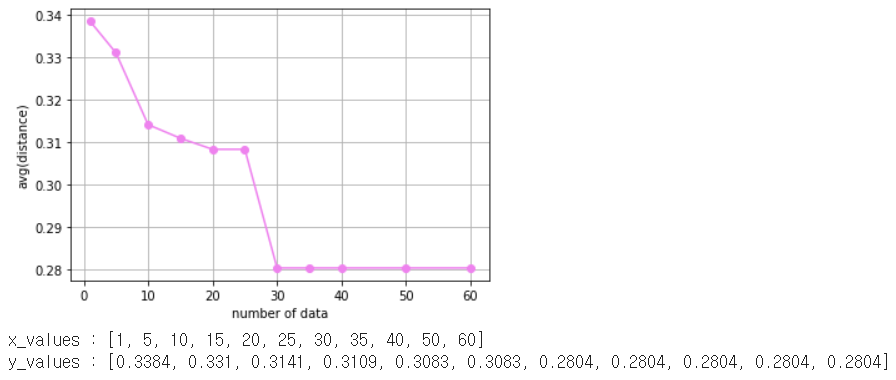 0.34
0.33
0.32
0.31
0.30
0.29
0.28
avg(distance)
0 10 20 30 40 50 60
number of data
x_values : [1, 5, 10, 15, 20, 25, 30, 35, 40, 50, 60]
y_values : [0.3384, 0.331, 0.3141, 0.3109, 0.3083, 0.3083, 0.2804, 0.2804, 0.2804, 0.2804, 0.2804]